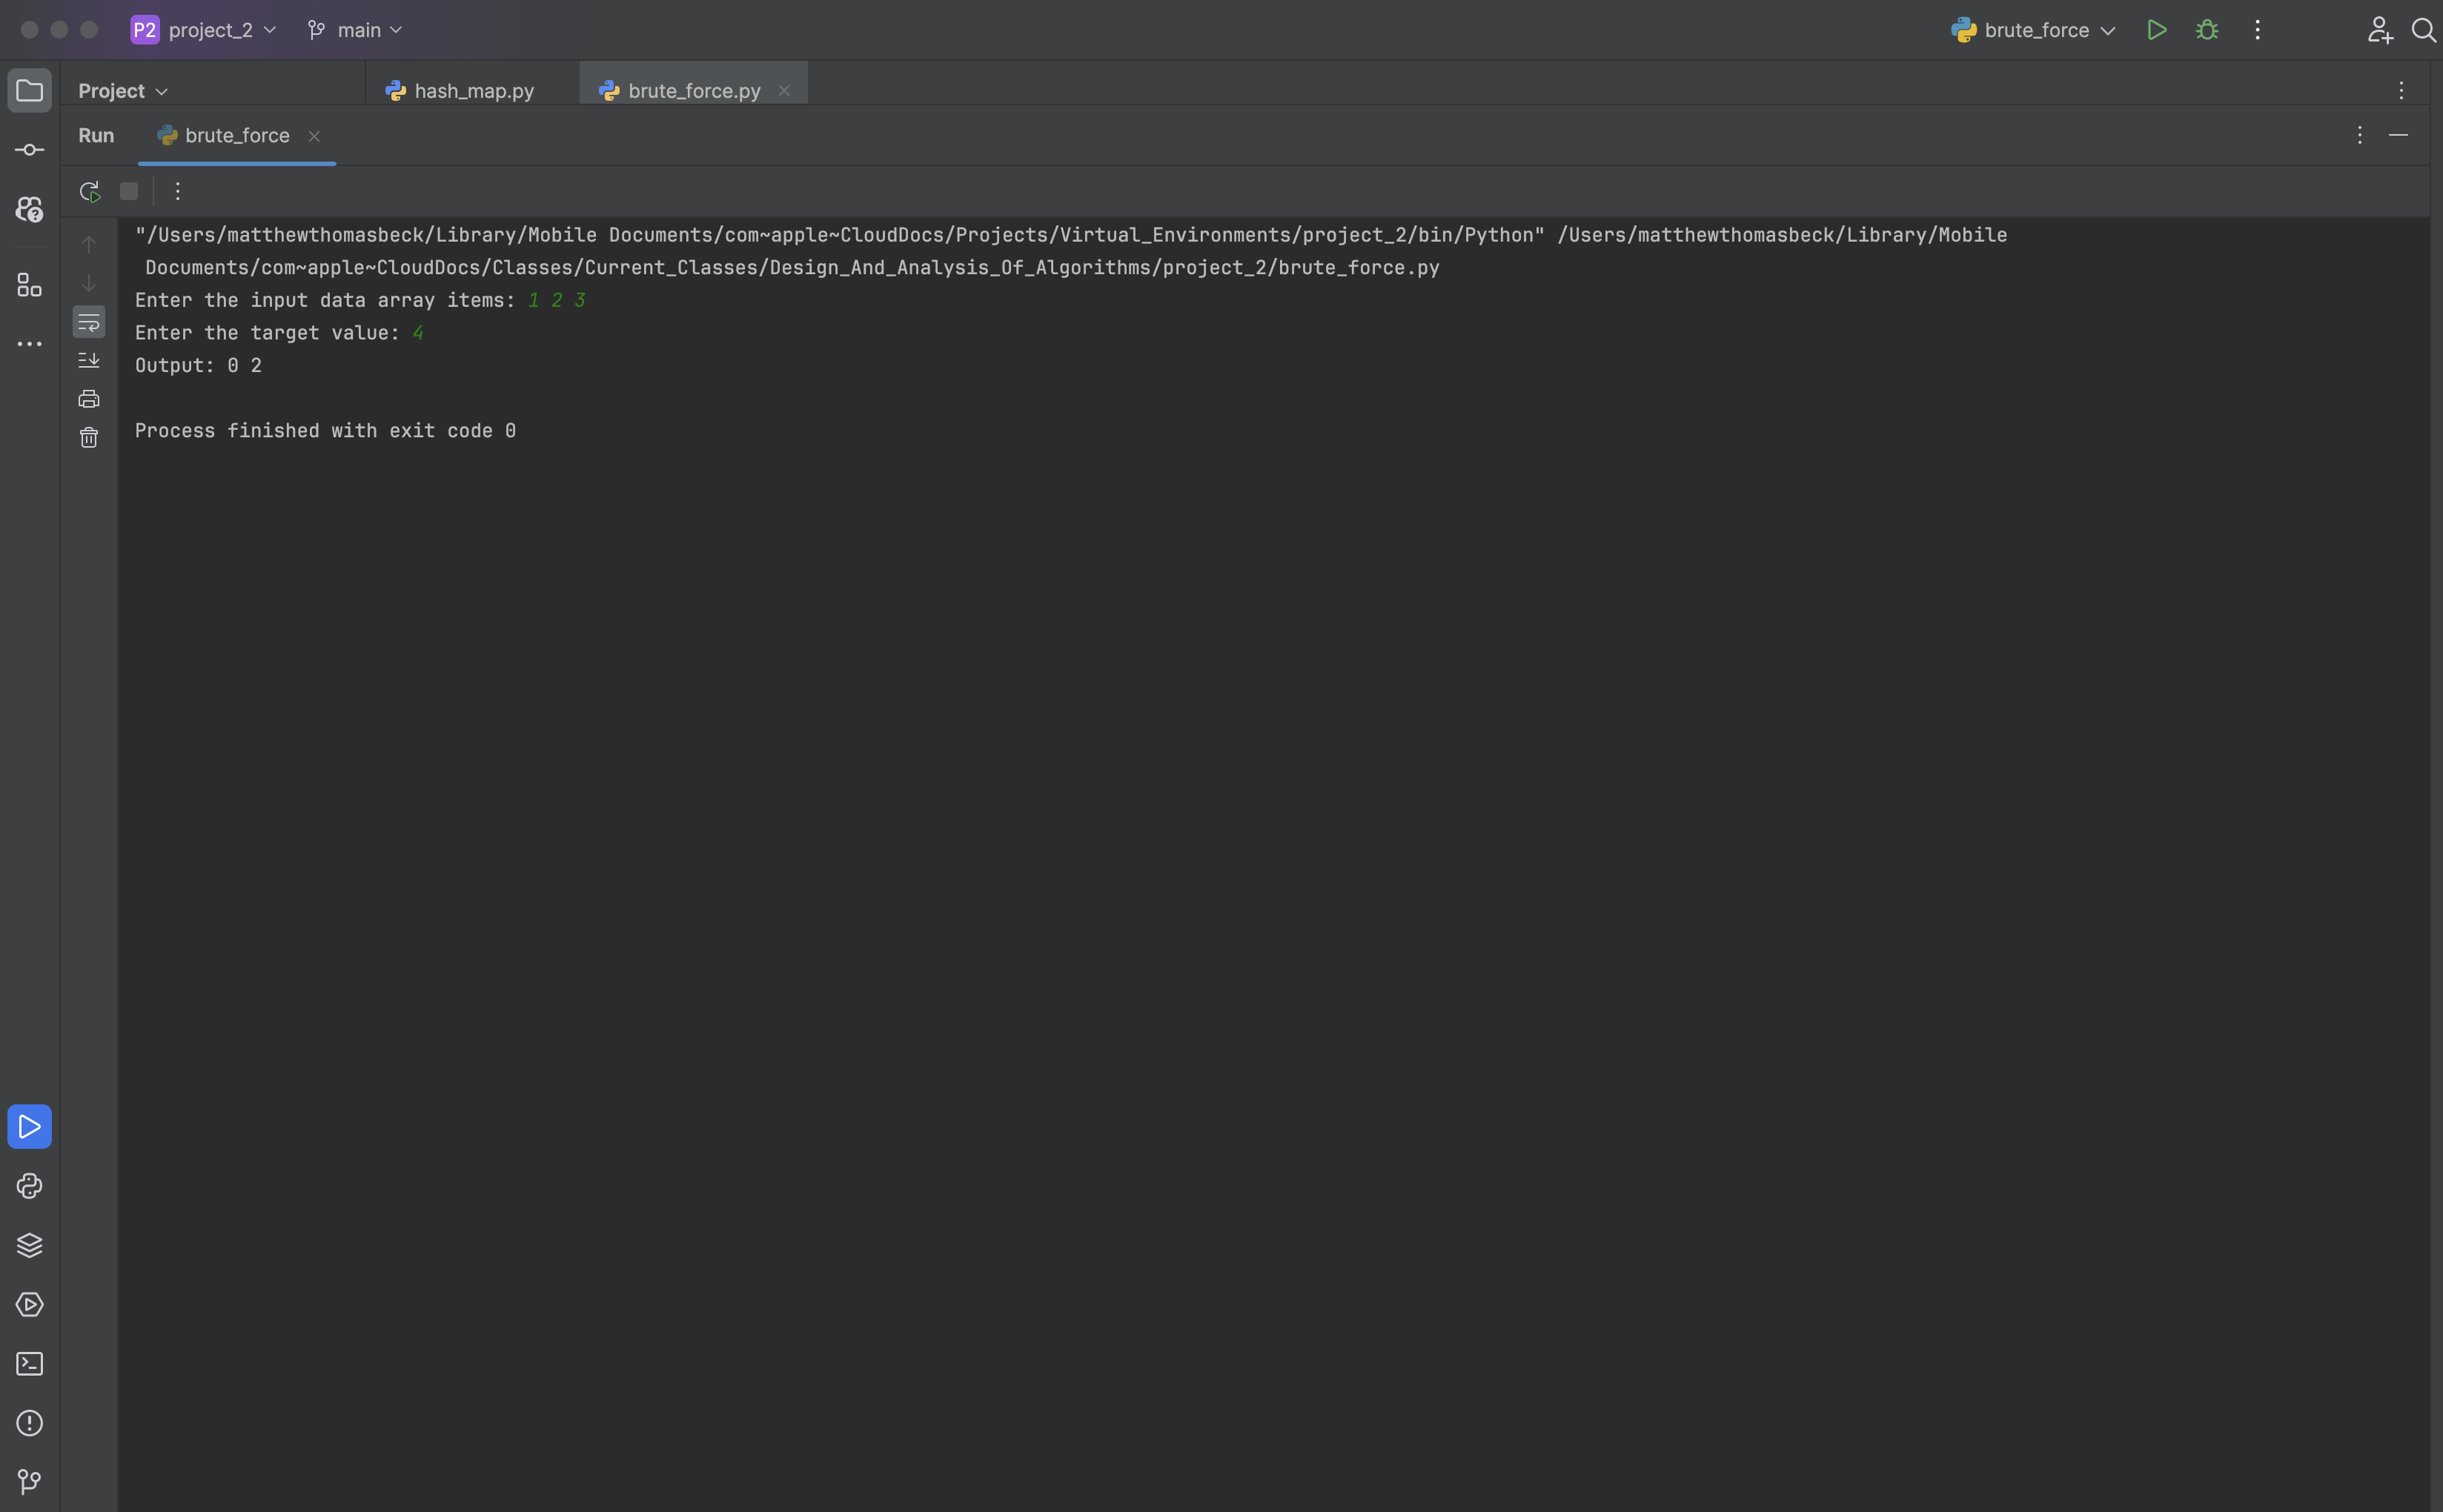 P2 project_2 main brute_force
Project hash_map.py brute_force.py
Run brute_force
"/Users/matthewthomasbeck/Library/Mobile Documents/com~apple~CloudDocs/Projects/Virtual_Environments/project_2/bin/Python" /Users/matthewthomasbeck/Library/Mobile
Documents/com~apple~CloudDocs/Classes/Current_Classes/Design_And_Analysis_Of_Algorithms/project_2/brute_force.py
Enter the input data array items: 1 2 3
Enter the target value: 4
Output: 0 2
Process finished with exit code 0